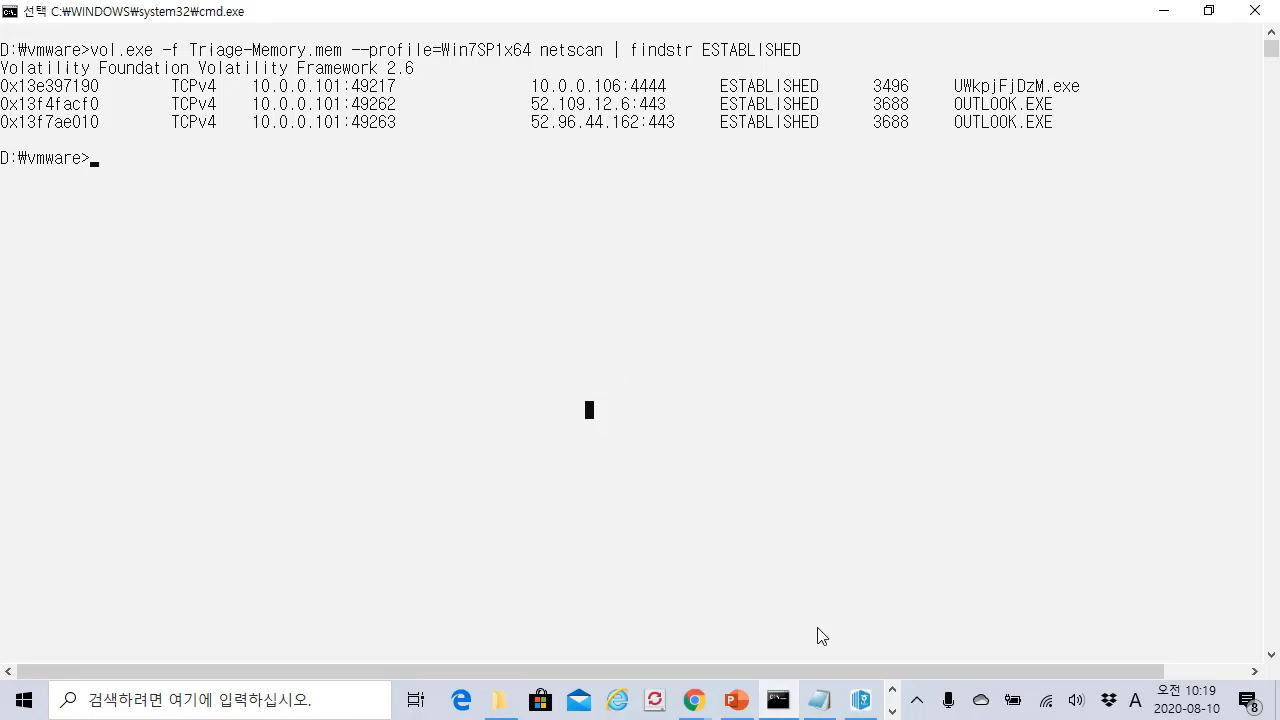 선택 C:₩WINDOWS₩system32₩cmd.exe
D:₩vmware>vol.exe -f Triage-Memory.mem --profile=Win7SP1x64 netscan | findstr ESTABLISHED
Volatility Foundation Volatility Framework 2.6
0x13e397190 TCPv4 10.0.0.101:49217 10.0.0.106:4444 ESTABLISHED 3496 UWkpjFjDzM.exe
0x13f4facf0 TCPv4 10.0.0.101:49262 52.109.12.6:443 ESTABLISHED 3688 OUTLOOK.EXE
0x13f7ae010 TCPv4 10.0.0.101:49263 52.96.44.162:443 ESTABLISHED 3688 OUTLOOK.EXE
D:₩vmware>
검색하려면 여기에 입력하십시오.
A
오전 10:19
2020-08-10
8